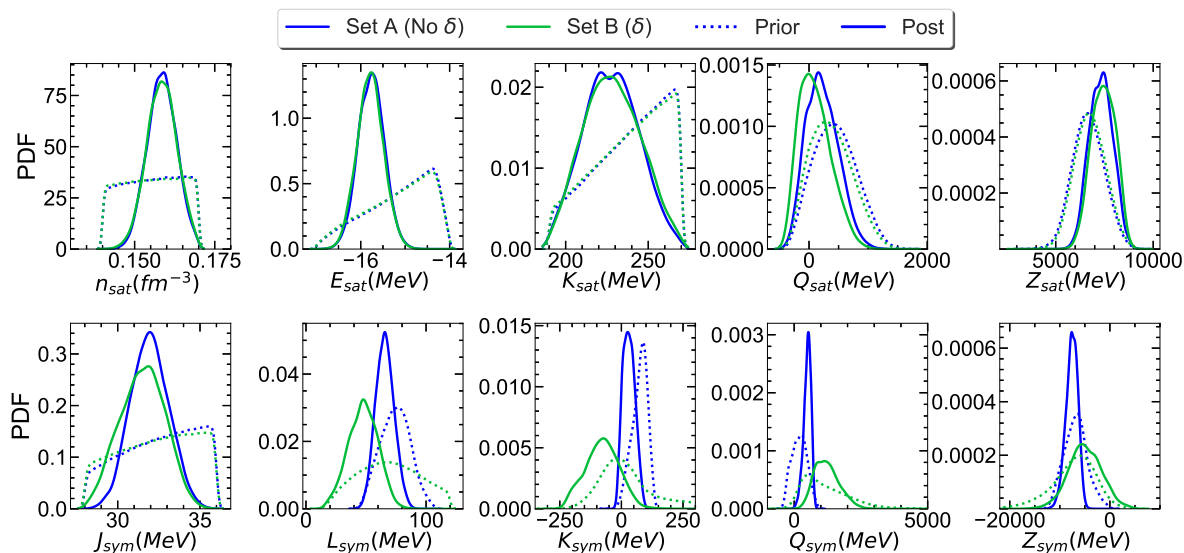 Set A (No δ) Set B (δ) Prior Post
PDF
75 50 25 0
0.150 0.175
n_sat(fm⁻³)
1.0 0.5 0.0
−16 −14
E_sat(MeV)
0.02 0.01 0.00
200 225 250
K_sat(MeV)
0.0015 0.0010 0.0005 0.0000
0 2000
Q_sat(MeV)
0.0006 0.0004 0.0002
5000 10000
Z_sat(MeV)
PDF
0.3 0.2 0.1 0.0
30 35
J_sym(MeV)
0.04 0.02 0.00
0 100
L_sym(MeV)
0.015 0.010 0.005 0.000
−250 0 250
K_sym(MeV)
0.003 0.002 0.001 0.000
0 5000
Q_sym(MeV)
0.0006 0.0004 0.0002 0.0000
−20000 0
Z_sym(MeV)